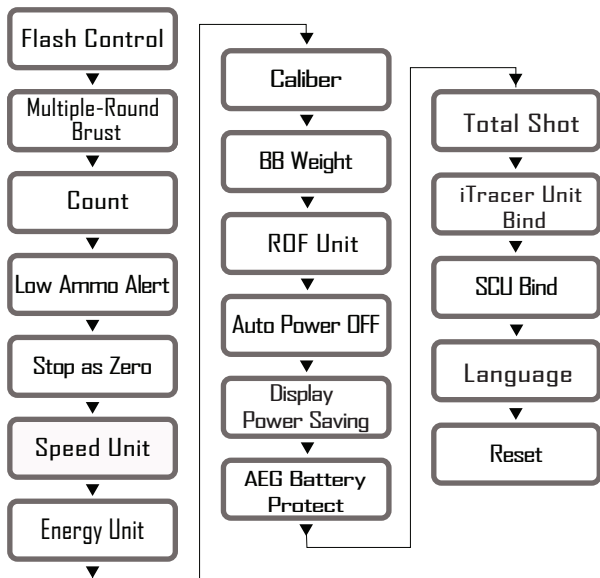 Flash Control
Multiple-Round
Brust
Count
Low Ammo Alert
Stop as Zero
Speed Unit
Energy Unit
Caliber
BB Weight
ROF Unit
Auto Power OFF
Display
Power Saving
AEG Battery
Protect
Total Shot
iTracer Unit
Bind
SCU Bind
Language
Reset